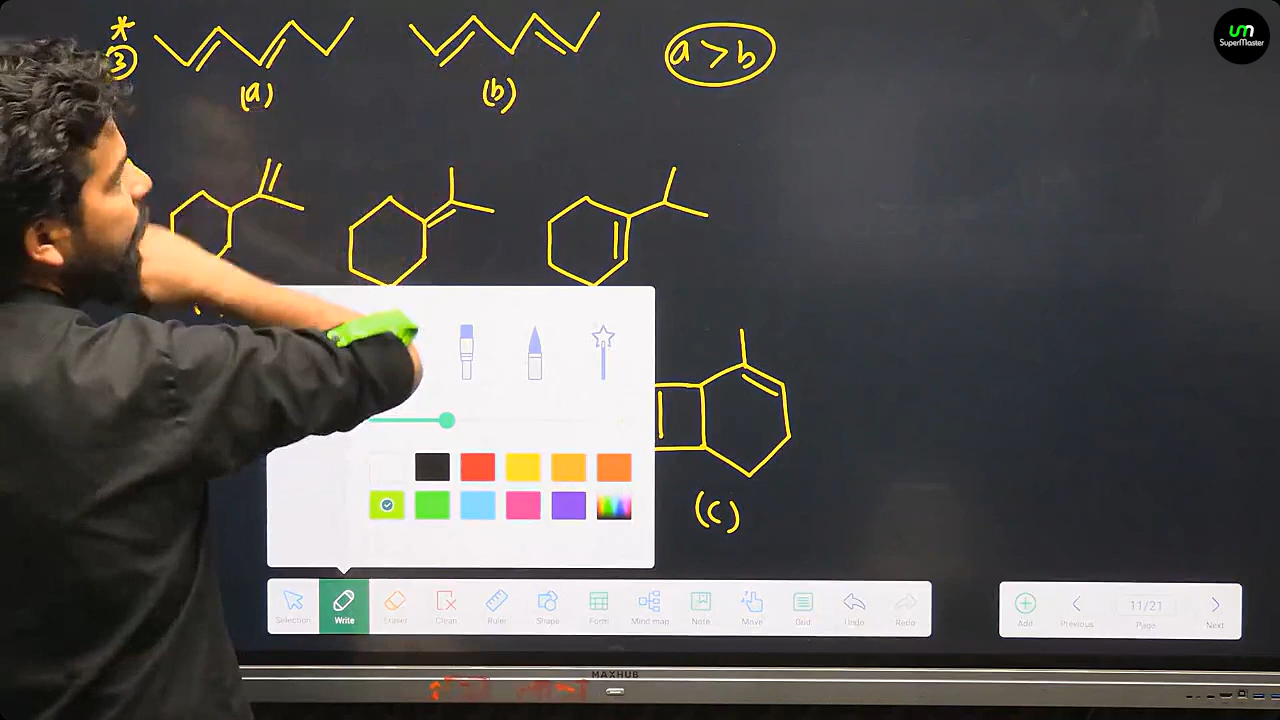 *
③
(a)
(b)
a > b
um
SuperMaster
(c)
Selection
Write
Eraser
Clean
Ruler
Shape
Form
Mind map
Note
Move
Grid
Undo
Redo
Add
Previous
11/21
Page
Next
MAXHUB